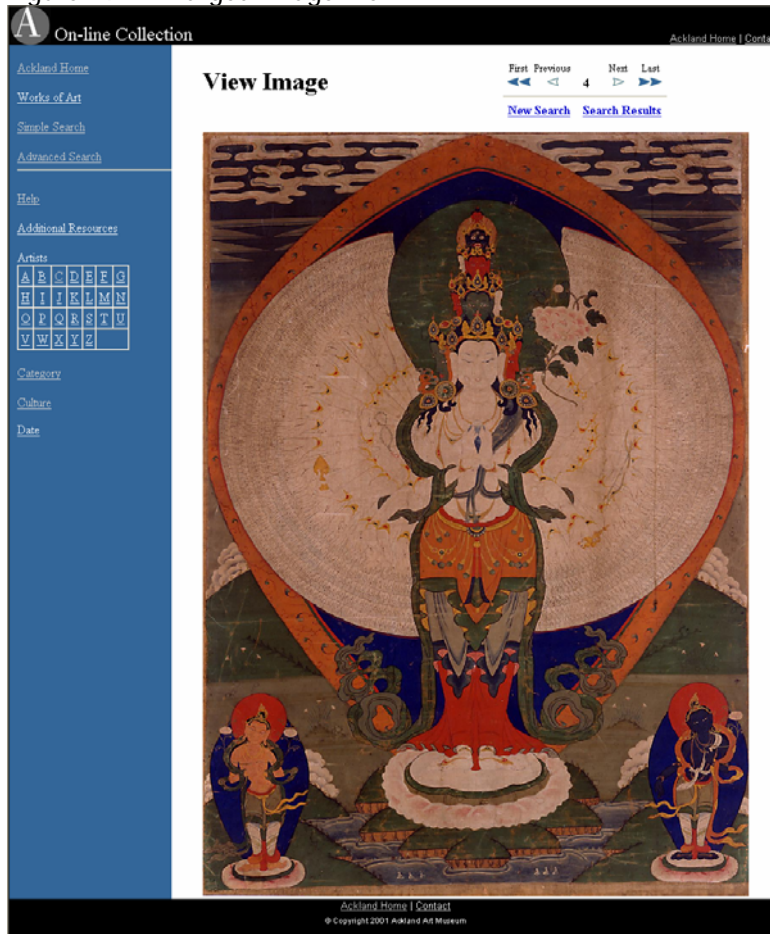 A On-line Collection
Ackland Home | Conta
Ackland Home
Works of Art
Simple Search
Advanced Search
Help
Additional Resources
Artists
A B C D E F G
H I J K L M N
O P Q R S T U
V W X Y Z
Category
Culture
Date
View Image
First Previous Next Last
4
New Search Search Results
Ackland Home | Contact
© Copyright 2001 Ackland Art Museum